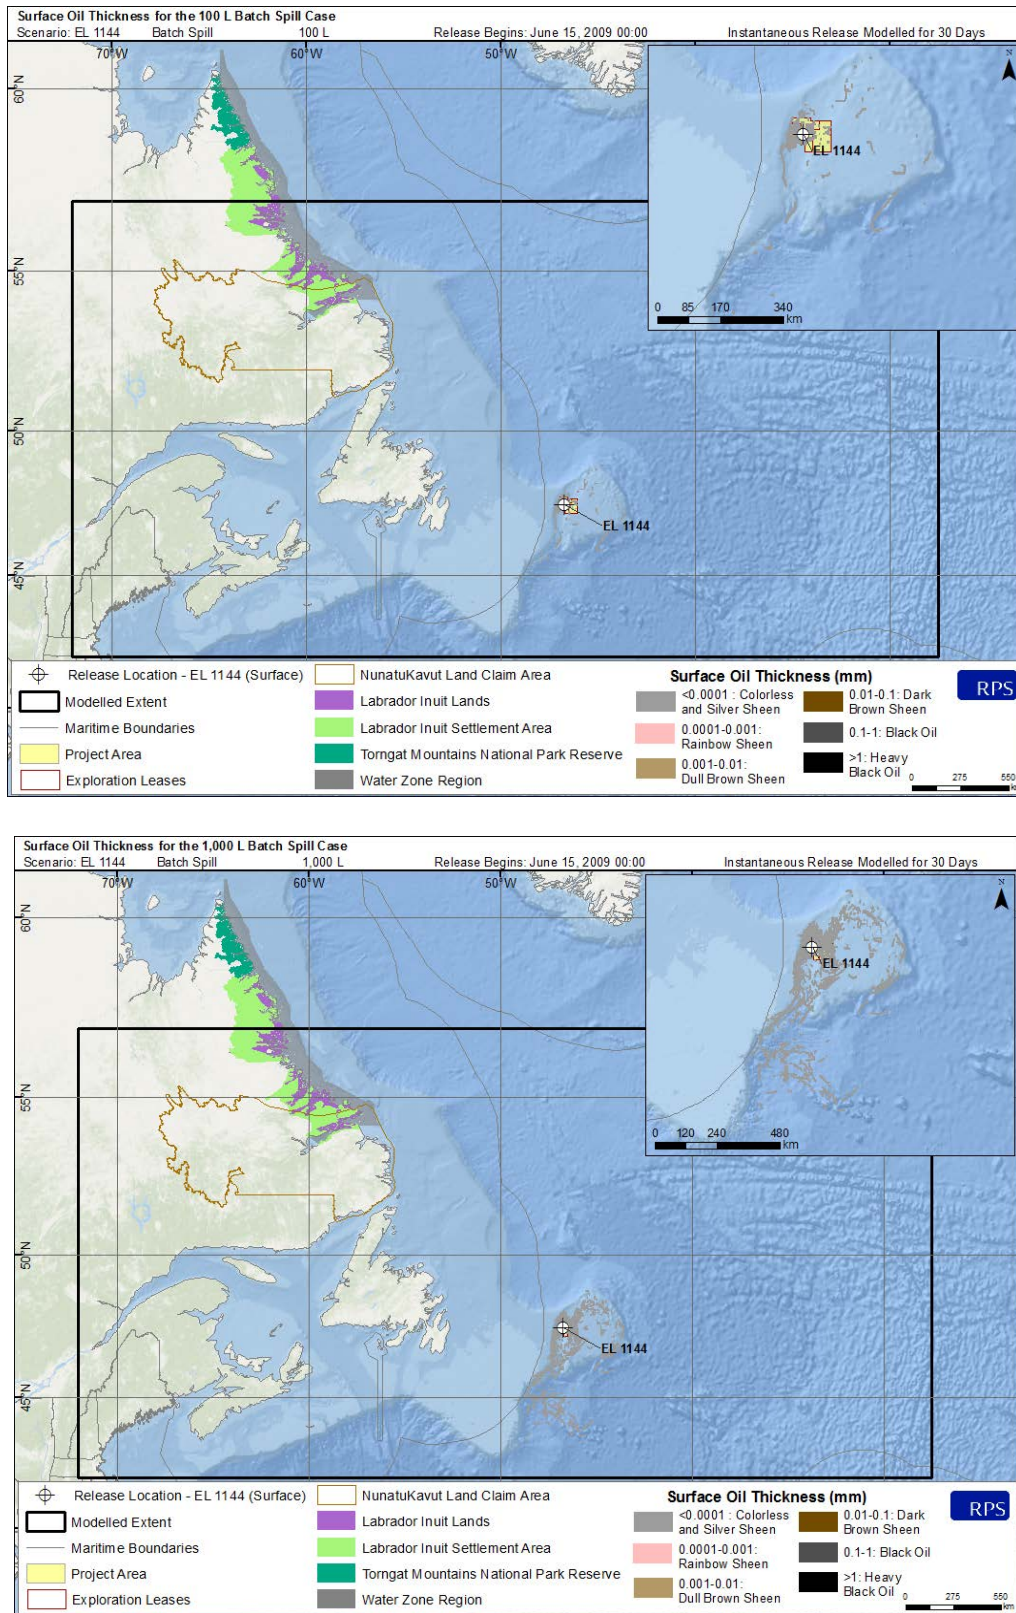 Surface Oil Thickness for the 100 L Batch Spill Case
Scenario: EL 1144 Batch Spill 100 L Release Begins: June 15, 2009 00:00 Instantaneous Release Modelled for 30 Days
70°W 60°W 50°W
N
60°N
EL 1144
55°N
0 85 170 340
km
50°N
EL 1144
45°N
Release Location - EL 1144 (Surface)
Modelled Extent
Maritime Boundaries
Project Area
Exploration Leases
NunatuKavut Land Claim Area
Labrador Inuit Lands
Labrador Inuit Settlement Area
Torngat Mountains National Park Reserve
Water Zone Region
Surface Oil Thickness (mm)
<0.0001 : Colorless
and Silver Sheen
0.0001-0.001:
Rainbow Sheen
0.001-0.01:
Dull Brown Sheen
0.01-0.1: Dark
Brown Sheen
0.1-1: Black Oil
>1: Heavy
Black Oil
RPS
0 275 550
km
Surface Oil Thickness for the 1,000 L Batch Spill Case
Scenario: EL 1144 Batch Spill 1,000 L Release Begins: June 15, 2009 00:00 Instantaneous Release Modelled for 30 Days
70°W 60°W 50°W
N
60°N
EL 1144
55°N
0 120 240 480
km
50°N
EL 1144
45°N
Release Location - EL 1144 (Surface)
Modelled Extent
Maritime Boundaries
Project Area
Exploration Leases
NunatuKavut Land Claim Area
Labrador Inuit Lands
Labrador Inuit Settlement Area
Torngat Mountains National Park Reserve
Water Zone Region
Surface Oil Thickness (mm)
<0.0001 : Colorless
and Silver Sheen
0.0001-0.001:
Rainbow Sheen
0.001-0.01:
Dull Brown Sheen
0.01-0.1: Dark
Brown Sheen
0.1-1: Black Oil
>1: Heavy
Black Oil
RPS
0 275 550
km